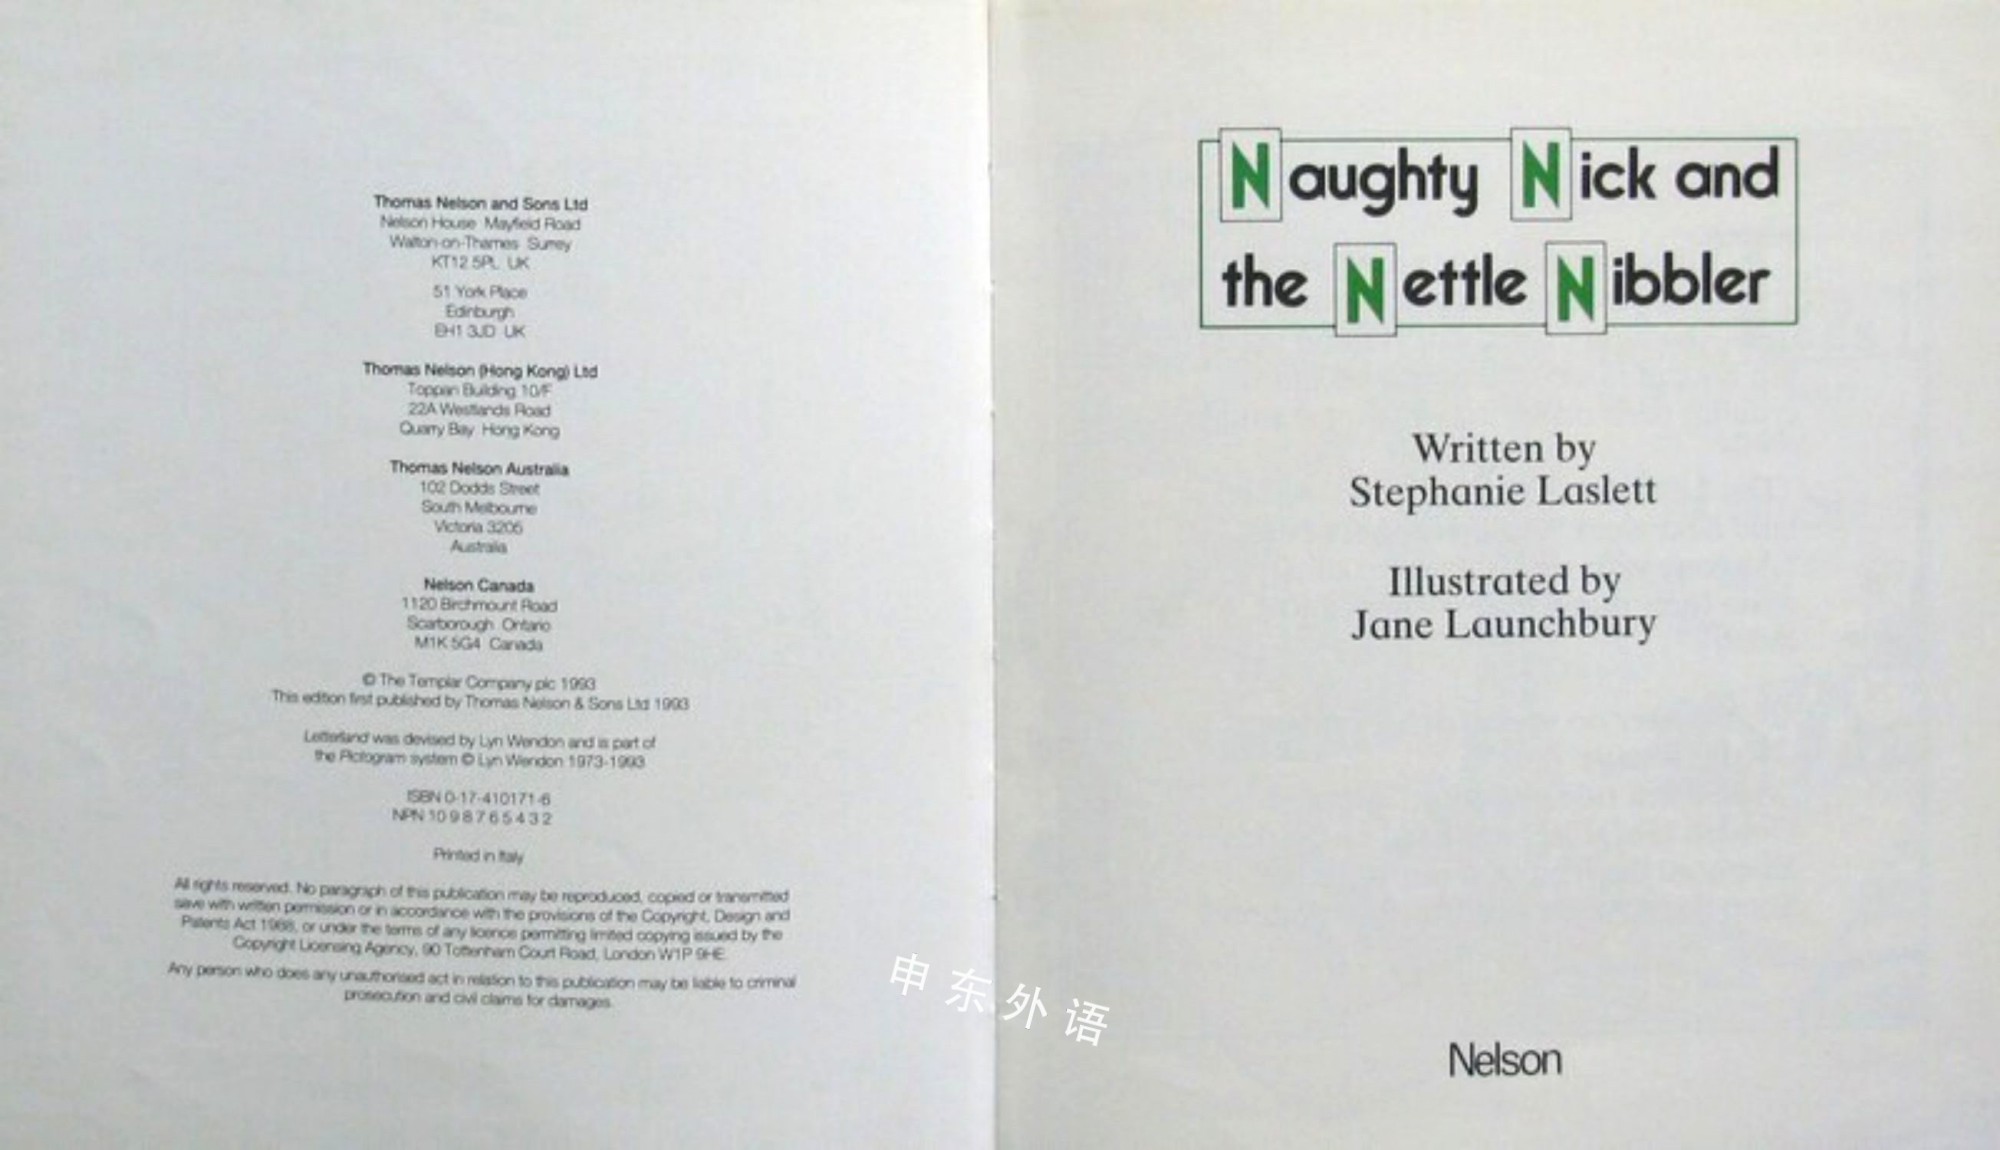 Thomas Nelson and Sons Ltd
Nelson House Mayfield Road
Walton-on-Thames Surrey
KT12 5PL UK
51 York Place
Edinburgh
EH1 3JD UK
Thomas Nelson (Hong Kong) Ltd
Toppan Building 10/F
22A Westlands Road
Quarry Bay Hong Kong
Thomas Nelson Australia
102 Dodds Street
South Melbourne
Victoria 3205
Australia
Nelson Canada
1120 Birchmount Road
Scarborough Ontario
M1K 5G4 Canada
© The Templar Company plc 1993
This edition first published by Thomas Nelson & Sons Ltd 1993
Letterland was devised by Lyn Wendon and is part of
the Pictogram system © Lyn Wendon 1973-1993
ISBN 0-17-410171-6
NPN 10 9 8 7 6 5 4 3 2
Printed in Italy
All rights reserved. No paragraph of this publication may be reproduced, copied or transmitted
save with written permission or in accordance with the provisions of the Copyright, Design and
Patents Act 1988, or under the terms of any licence permitting limited copying issued by the
Copyright Licensing Agency, 90 Tottenham Court Road, London W1P 9HE.
Any person who does any unauthorised act in relation to this publication may be liable to criminal
prosecution and civil claims for damages.
Naughty Nick and
the Nettle Nibbler
Written by
Stephanie Laslett
Illustrated by
Jane Launchbury
Nelson
申东外语